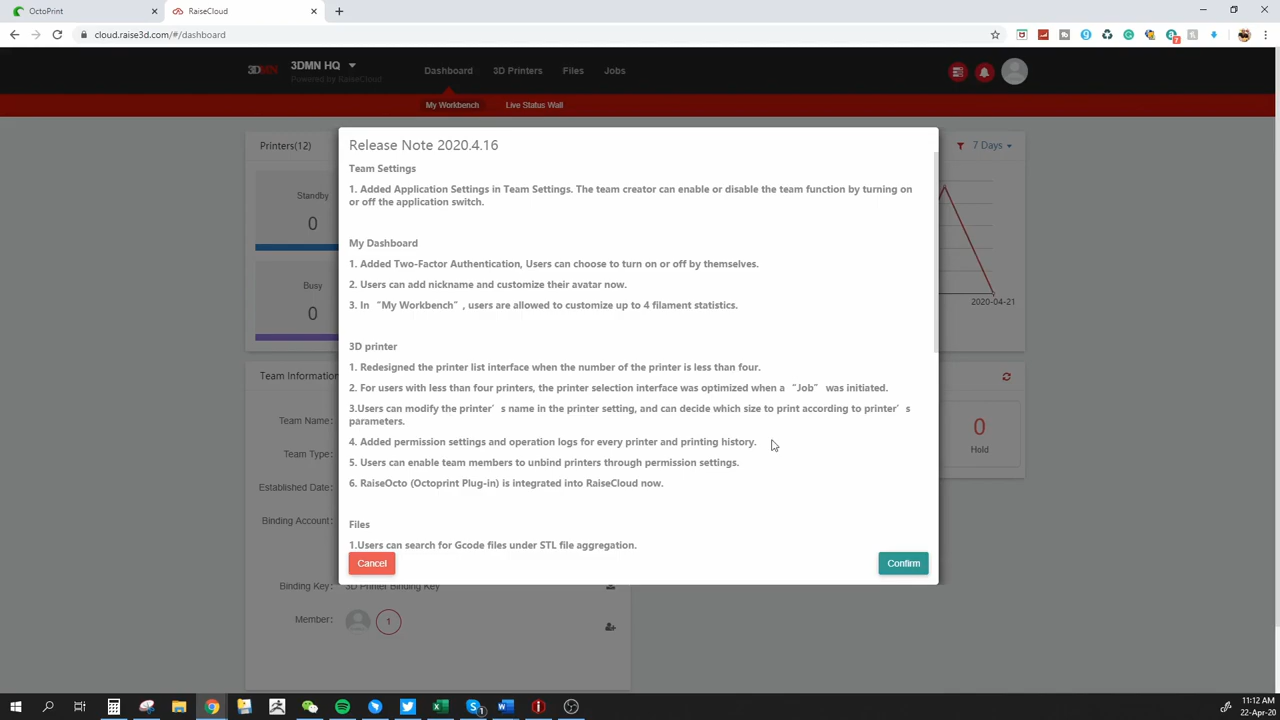 OctoPrint
RaiseCloud
cloud.raise3d.com/#/dashboard
3DMN
3DMN HQ
Powered by RaiseCloud
Dashboard
3D Printers
Files
Jobs
My Workbench
Live Status Wall
Printers(12)
7 Days
Standby
0
Busy
0
2020-04-21
Release Note 2020.4.16
Team Settings
1. Added Application Settings in Team Settings. The team creator can enable or disable the team function by turning on
or off the application switch.
My Dashboard
1. Added Two-Factor Authentication, Users can choose to turn on or off by themselves.
2. Users can add nickname and customize their avatar now.
3. In “My Workbench”, users are allowed to customize up to 4 filament statistics.
3D printer
1. Redesigned the printer list interface when the number of the printer is less than four.
2. For users with less than four printers, the printer selection interface was optimized when a “Job” was initiated.
3.Users can modify the printer’s name in the printer setting, and can decide which size to print according to printer’s
parameters.
4. Added permission settings and operation logs for every printer and printing history.
5. Users can enable team members to unbind printers through permission settings.
6. RaiseOcto (Octoprint Plug-in) is integrated into RaiseCloud now.
Files
1.Users can search for Gcode files under STL file aggregation.
Cancel
Confirm
Team Information
Team Name:
Team Type:
Established Date:
Binding Account:
Binding Key:
3D Printer Binding Key
Member:
1
0
Hold
11:12 AM
22-Apr-20